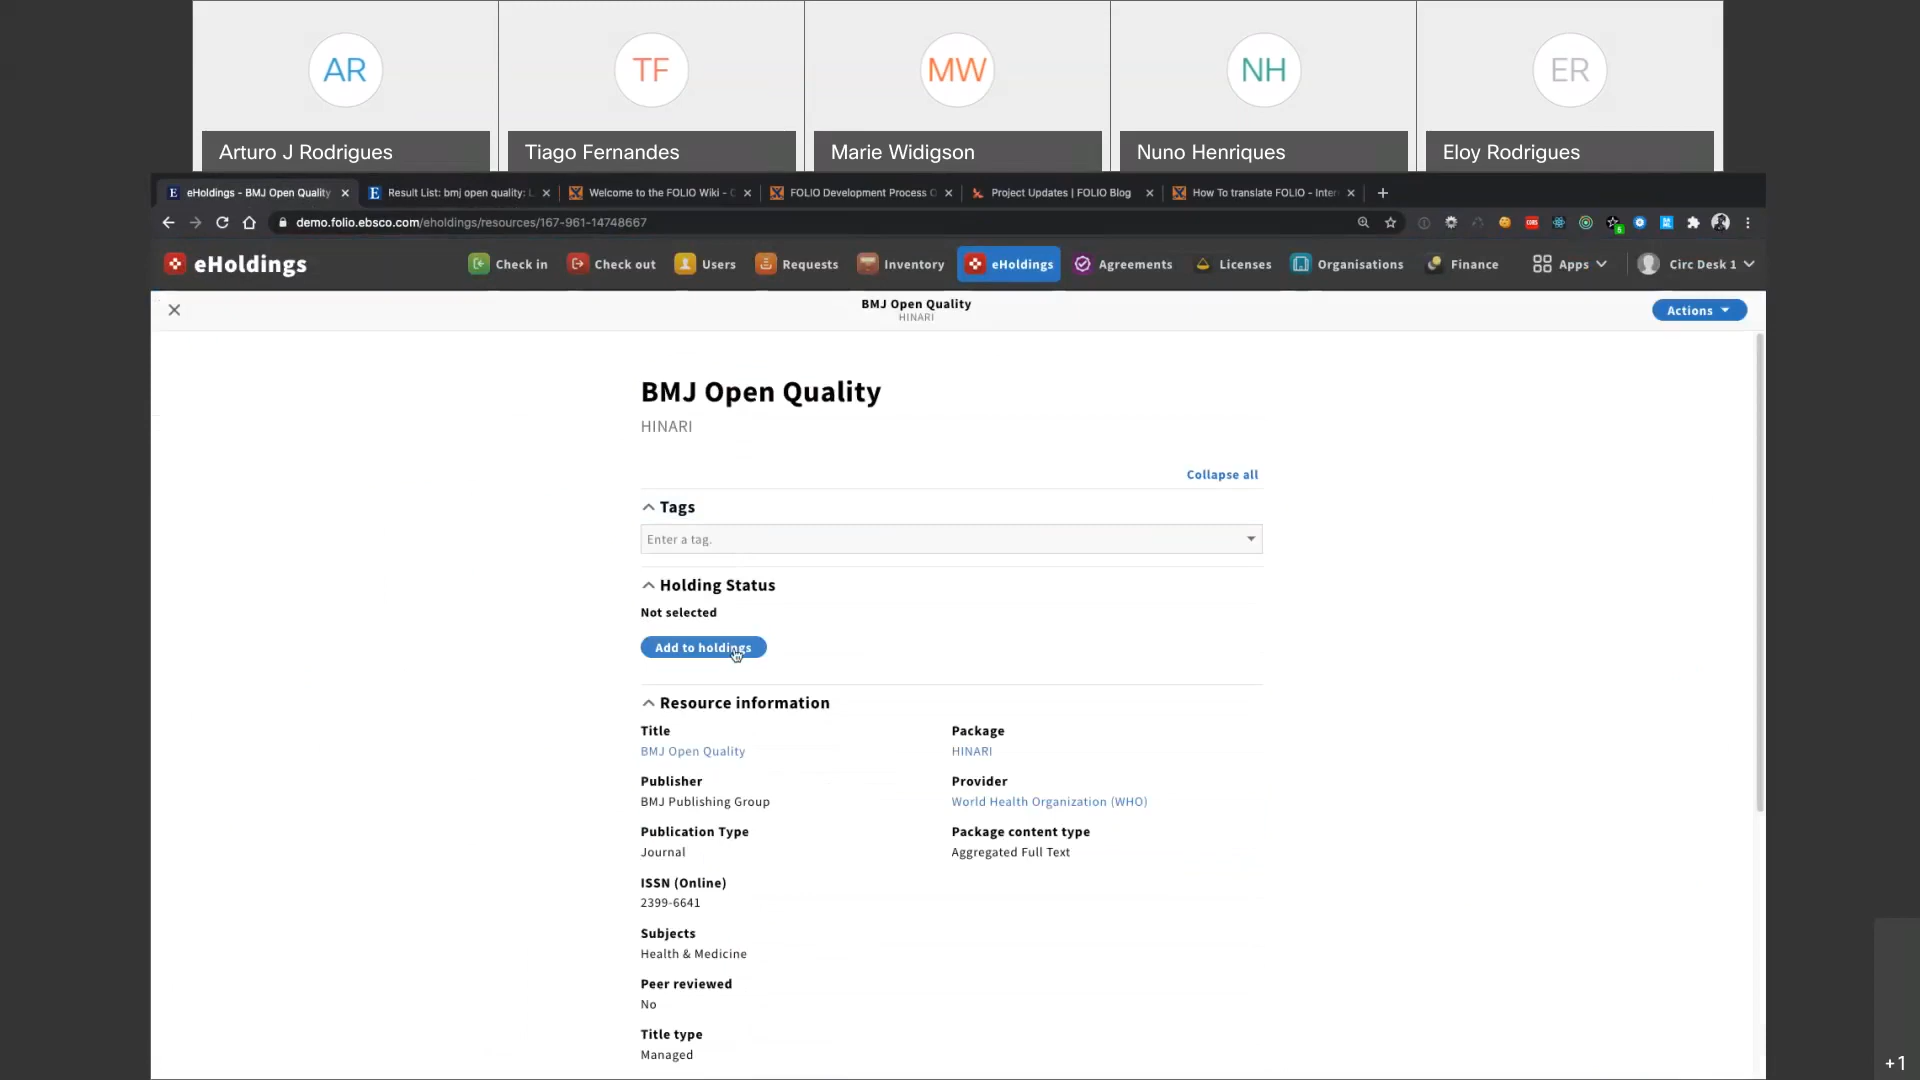 AR
TF
MW
NH
ER
Arturo J Rodrigues
Tiago Fernandes
Marie Widigson
Nuno Henriques
Eloy Rodrigues
eHoldings - BMJ Open Quality
Result List: bmj open quality:
Welcome to the FOLIO Wiki -
FOLIO Development Process
Project Updates | FOLIO Blog
How To translate FOLIO -
demo.folio.ebsco.com/eholdings/resources/167-961-14748667
eHoldings
Check in
Check out
Users
Requests
Inventory
eHoldings
Agreements
Licenses
Organisations
Finance
Apps
Circ Desk 1
BMJ Open Quality
HINARI
Actions
BMJ Open Quality
HINARI
Collapse all
Tags
Enter a tag.
Holding Status
Not selected
Add to holdings
Resource information
Title
BMJ Open Quality
Package
HINARI
Publisher
BMJ Publishing Group
Provider
World Health Organization (WHO)
Publication Type
Journal
Package content type
Aggregated Full Text
ISSN (Online)
2399-6641
Subjects
Health & Medicine
Peer reviewed
No
Title type
Managed
+1